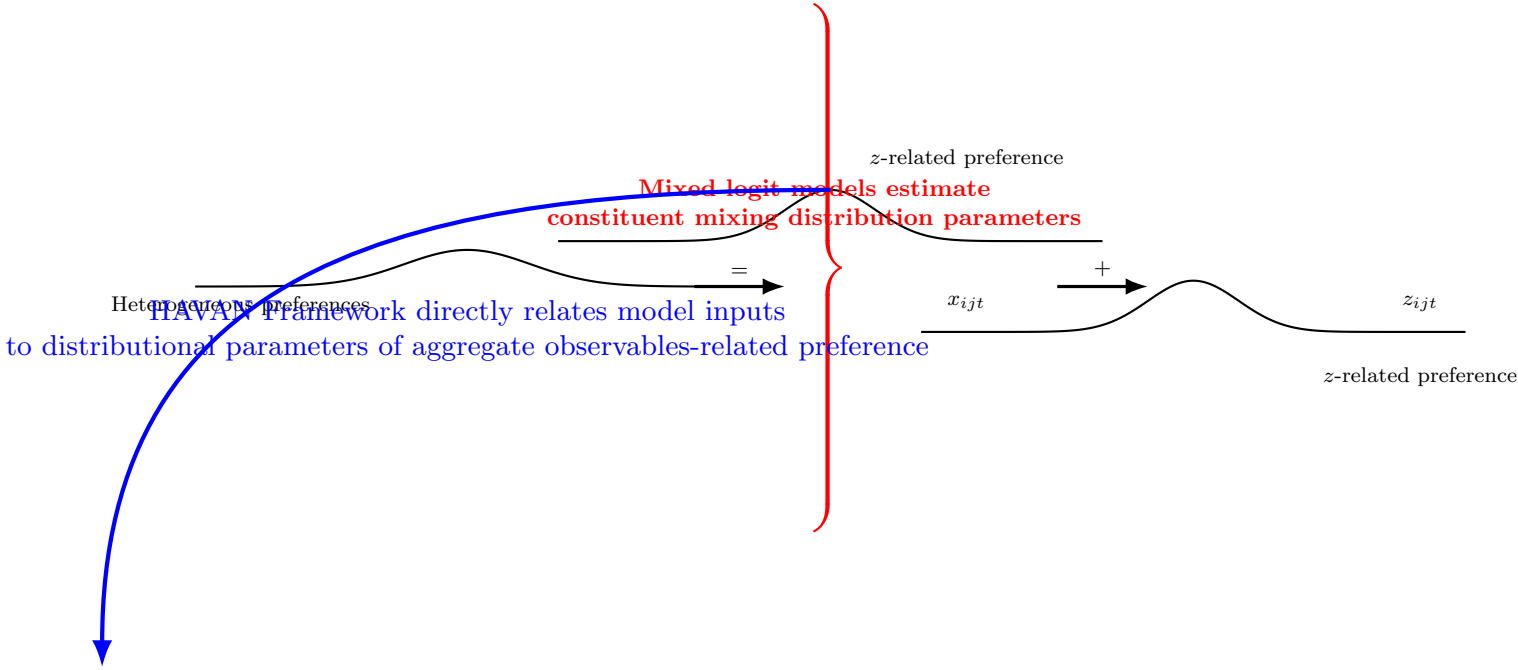 z-related preference
Mixed logit models estimate
constituent mixing distribution parameters
=
+
Heterogeneous preferences
x_{ijt}
z_{ijt}
HAVAN Framework directly relates model inputs
to distributional parameters of aggregate observables-related preference
z-related preference